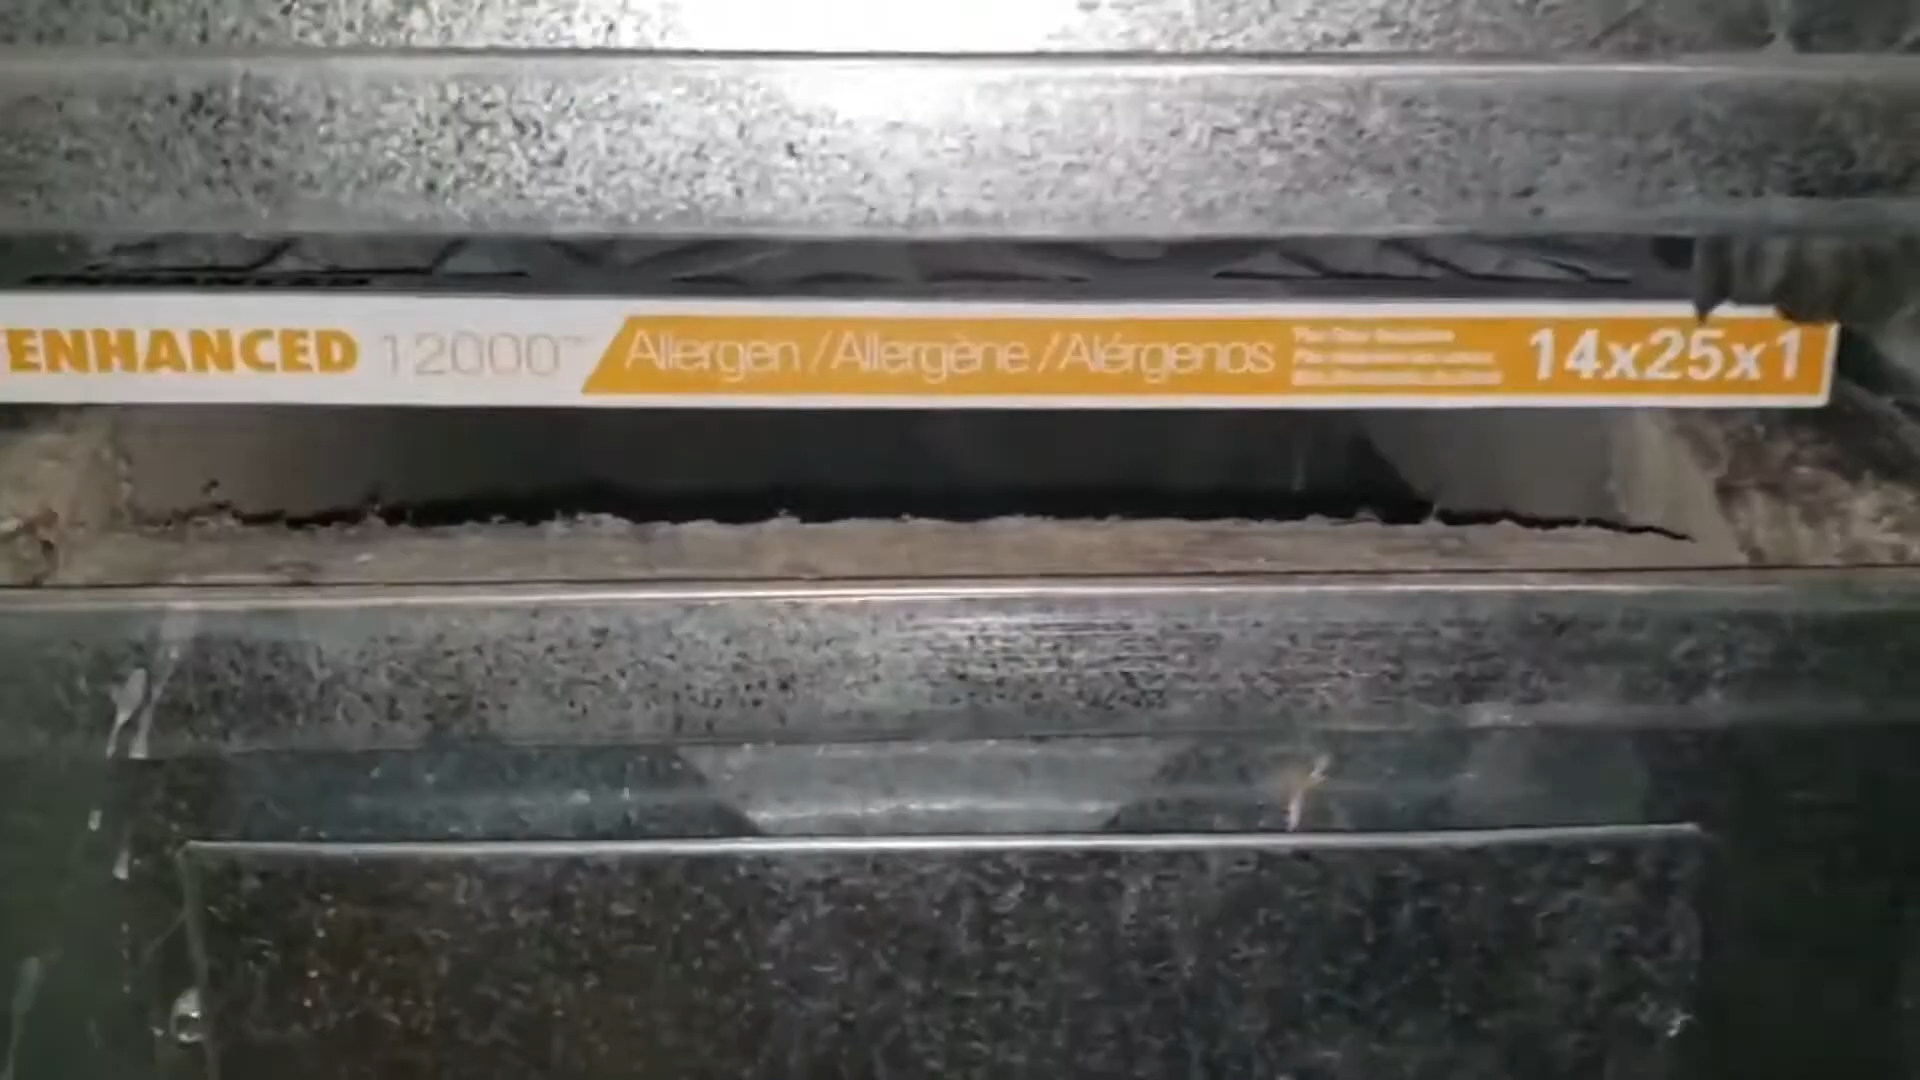 ENHANCED 12000™ Allergen / Allergène / Alérgenos 14x25x1